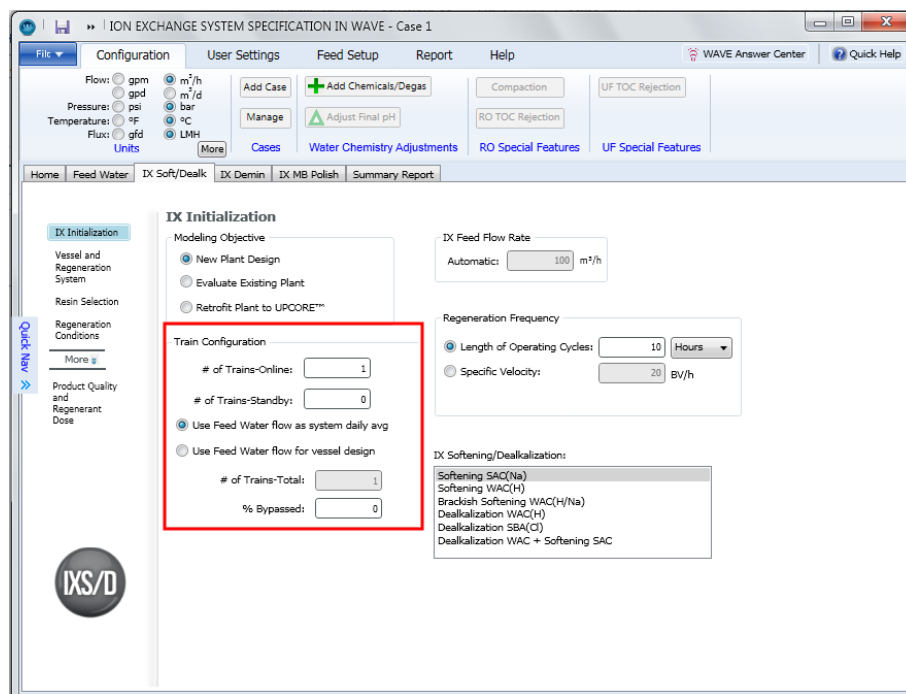 ION EXCHANGE SYSTEM SPECIFICATION IN WAVE - Case 1
File Configuration User Settings Feed Setup Report Help WAVE Answer Center Quick Help
Flow: gpm m³/h
gpd m³/d
Pressure: psi bar
Temperature: °F °C
Flux: gfd LMH
Units More
Add Case
Manage
Cases
Add Chemicals/Degas
Adjust Final pH
Water Chemistry Adjustments
Compaction
RO TOC Rejection
RO Special Features
UF TOC Rejection
UF Special Features
Home Feed Water IX Soft/Dealk IX Demin IX MB Polish Summary Report
Quick Nav
IX Initialization
Vessel and
Regeneration
System
Resin Selection
Regeneration
Conditions
More
Product Quality
and
Regenerant
Dose
IXS/D
IX Initialization
Modeling Objective
New Plant Design
Evaluate Existing Plant
Retrofit Plant to UPCORE™
Train Configuration
# of Trains-Online: 1
# of Trains-Standby: 0
Use Feed Water flow as system daily avg
Use Feed Water flow for vessel design
# of Trains-Total: 1
% Bypassed: 0
IX Feed Flow Rate
Automatic: 100 m³/h
Regeneration Frequency
Length of Operating Cycles: 10 Hours
Specific Velocity: 20 BV/h
IX Softening/Dealkalization:
Softening SAC(Na)
Softening WAC(H)
Brackish Softening WAC(H/Na)
Dealkalization WAC(H)
Dealkalization SBA(Cl)
Dealkalization WAC + Softening SAC